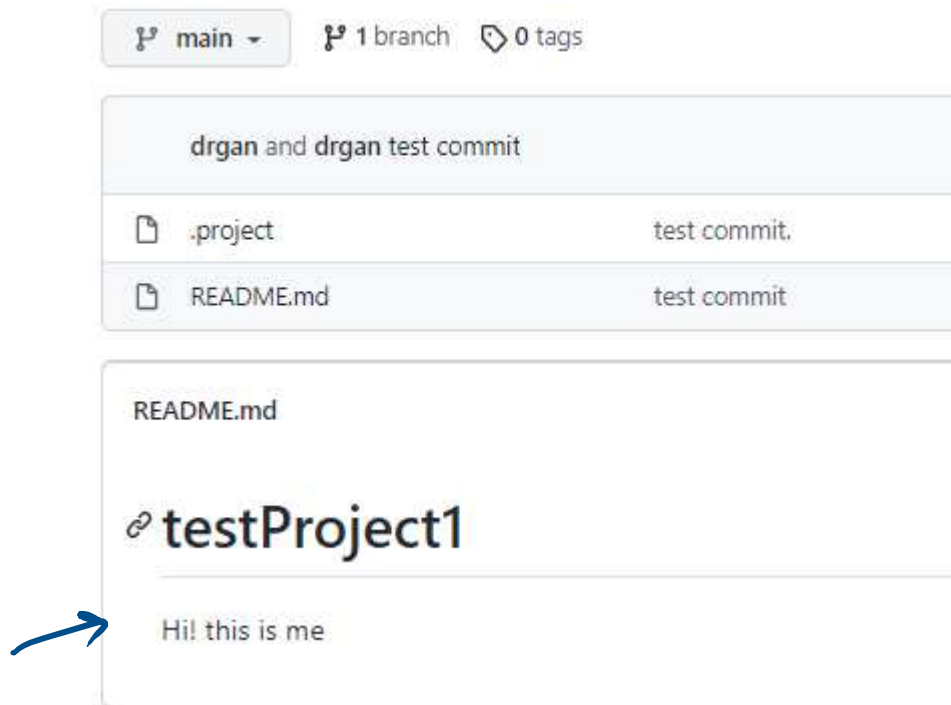 main 1 branch 0 tags
drgan and drgan test commit
.project test commit.
README.md test commit
README.md
testProject1
Hi! this is me